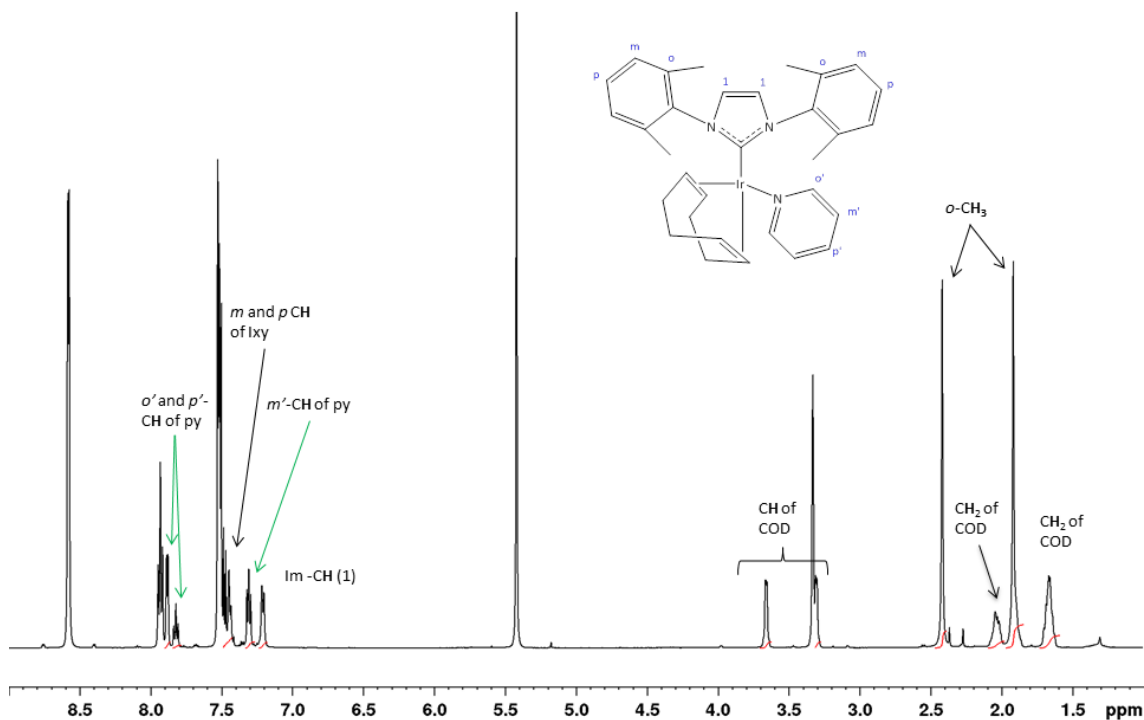 m
o
o
m
1
1
p
p
N
N
Ir
N
o'
m'
p'
o-CH3
m and p CH
of Ixy
o' and p'-
CH of py
m'-CH of py
Im -CH (1)
CH of
COD
CH2 of
COD
CH2 of
COD
8.5 8.0 7.5 7.0 6.5 6.0 5.5 5.0 4.5 4.0 3.5 3.0 2.5 2.0 1.5 ppm